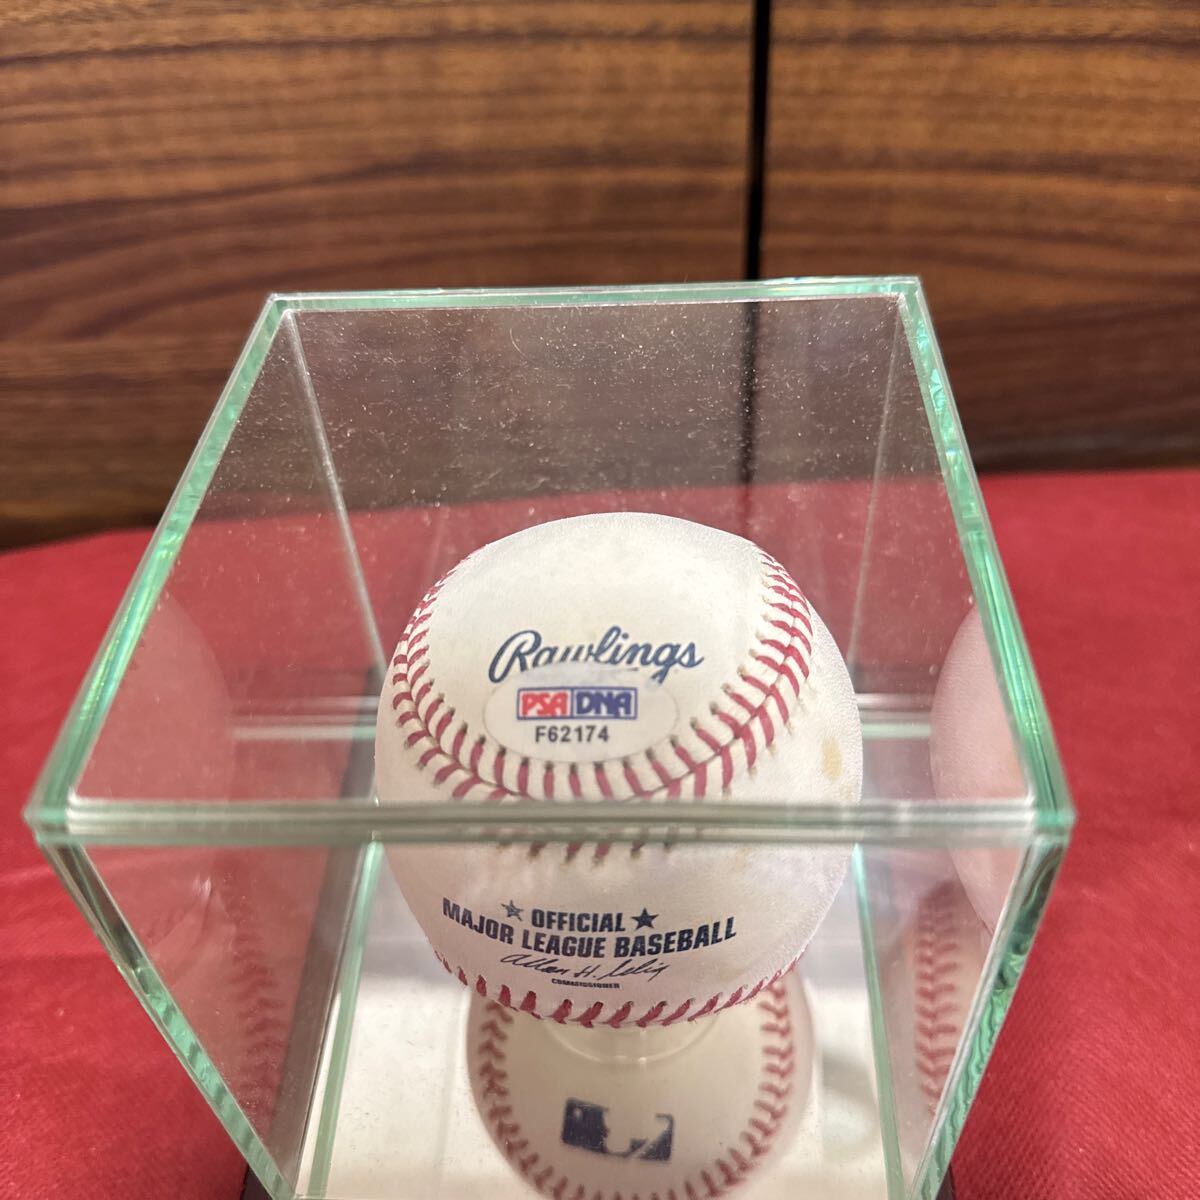 Rawlings
PSA DNA
F62174
OFFICIAL
MAJOR LEAGUE BASEBALL
Allan H. Selig
COMMISSIONER